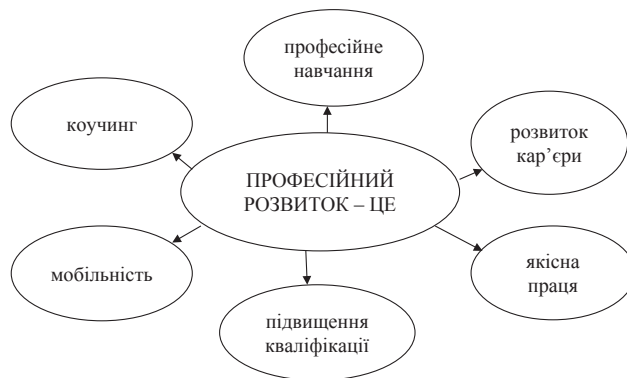 професійне
навчання
коучинг
розвиток
кар’єри
ПРОФЕСІЙНИЙ
РОЗВИТОК – ЦЕ
мобільність
якісна
праця
підвищення
кваліфікації